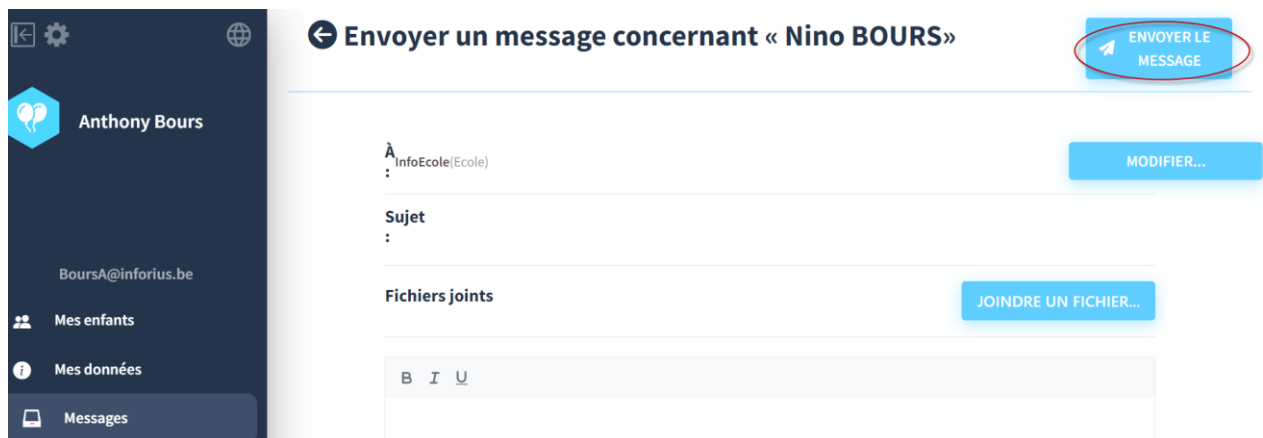 Envoyer un message concernant « Nino BOURS»
ENVOYER LE
MESSAGE
Anthony Bours
À
:
InfoEcole(Ecole)
MODIFIER...
Sujet
:
BoursA@inforius.be
Fichiers joints
JOINDRE UN FICHIER...
Mes enfants
Mes données
B I U
Messages